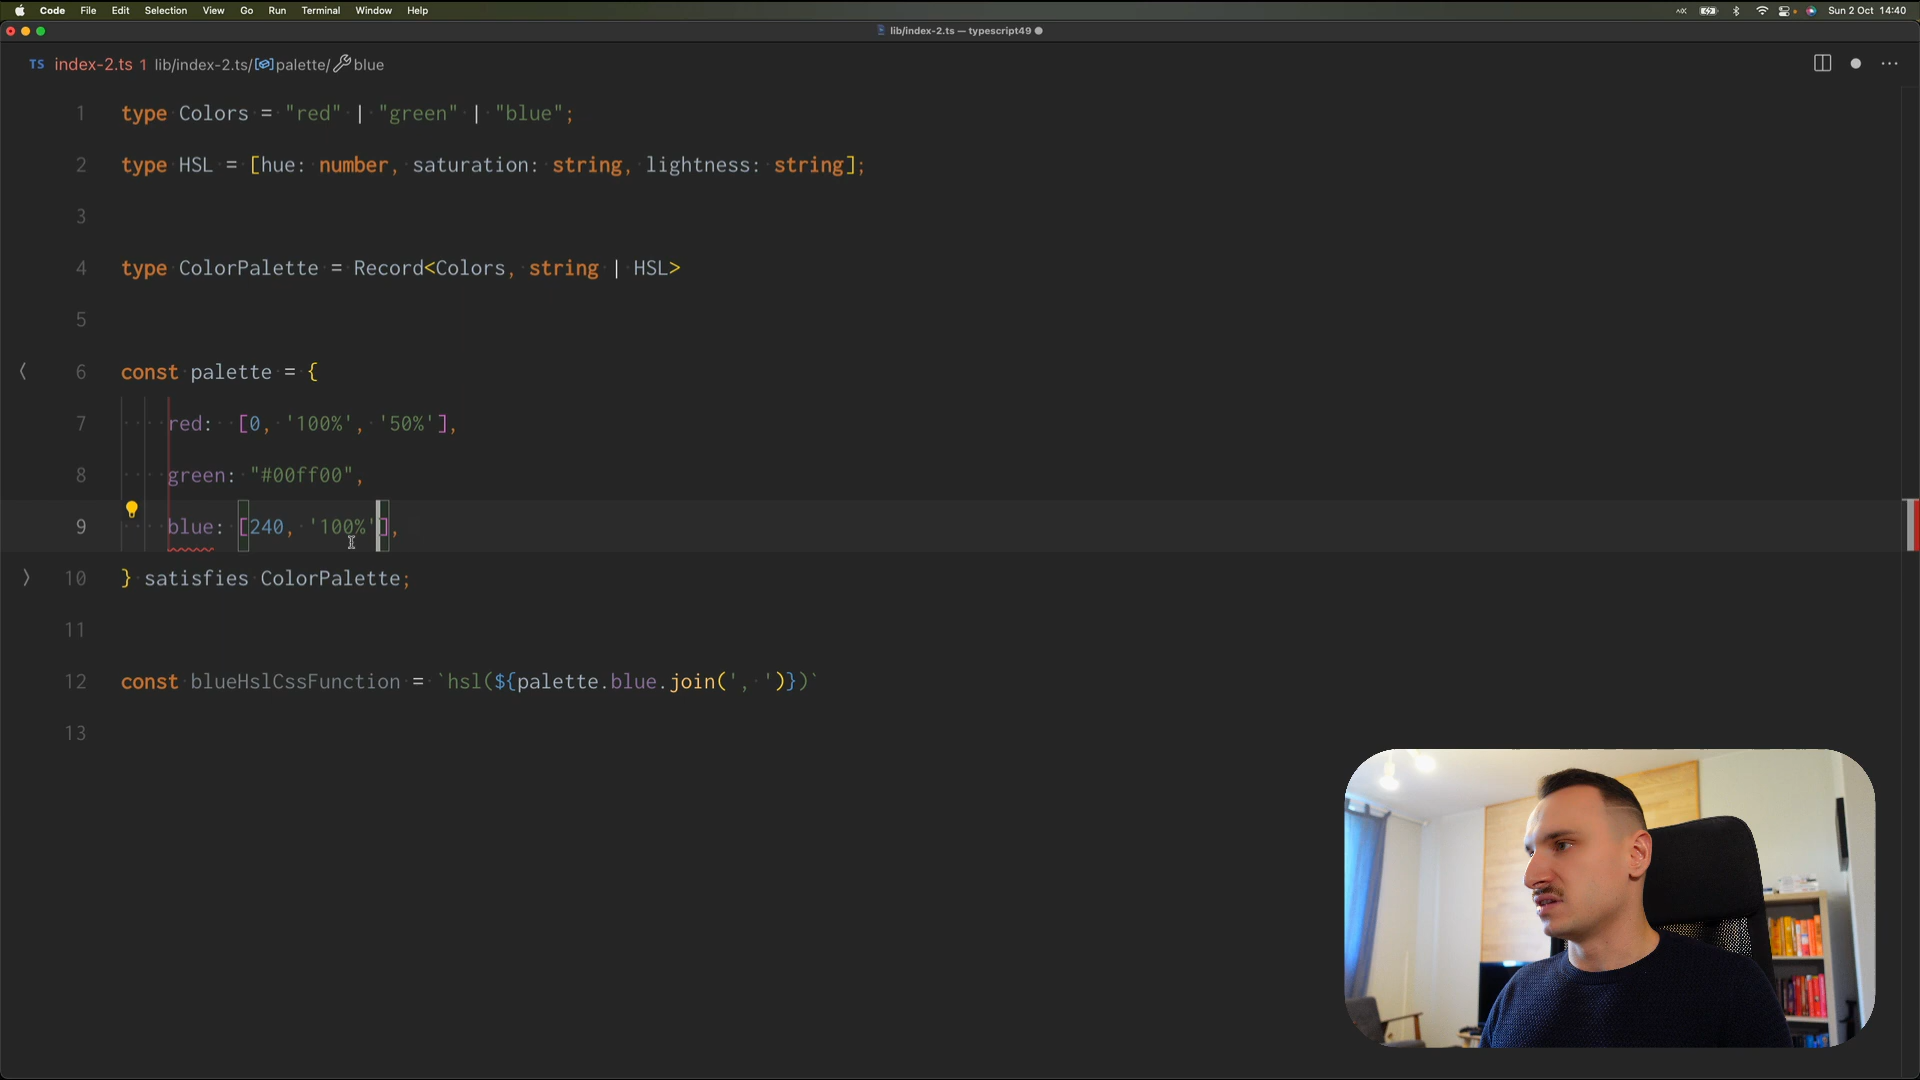 Code File Edit Selection View Go Run Terminal Window Help Sun 2 Oct 14:40
lib/index-2.ts — typescript49
TS index-2.ts 1 lib/index-2.ts/palette/blue
1 type Colors = "red" | "green" | "blue";
2 type HSL = [hue: number, saturation: string, lightness: string];
3
4 type ColorPalette = Record<Colors, string | HSL>
5
6 const palette = {
7 red: [0, '100%', '50%'],
8 green: "#00ff00",
9 blue: [240, '100%'],
10 } satisfies ColorPalette;
11
12 const blueHslCssFunction = `hsl(${palette.blue.join(', ')})`
13